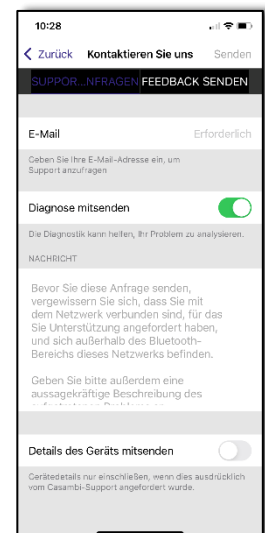 10:28
Zurück Kontaktieren Sie uns Senden
SUPPOR...NFRAGEN FEEDBACK SENDEN
E-Mail Erforderlich
Geben Sie Ihre E-Mail-Adresse ein, um
Support anzufragen
Diagnose mitsenden
Die Diagnostik kann helfen, Ihr Problem zu analysieren.
NACHRICHT
Bevor Sie diese Anfrage senden,
vergewissern Sie sich, dass Sie mit
dem Netzwerk verbunden sind, für das
Sie Unterstützung angefordert haben,
und sich außerhalb des Bluetooth-
Bereichs dieses Netzwerks befinden.
Geben Sie bitte außerdem eine
aussagekräftige Beschreibung des
Details des Geräts mitsenden
Gerätedetails nur einschließen, wenn dies ausdrücklich
vom Casambi-Support angefordert wurde.